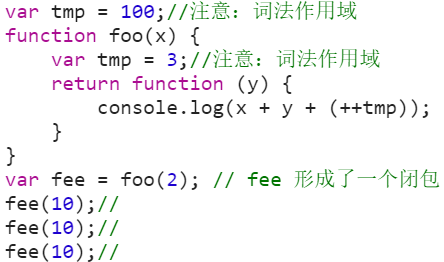 var tmp = 100;//注意：词法作用域
function foo(x) {
    var tmp = 3;//注意：词法作用域
    return function (y) {
        console.log(x + y + (++tmp));
    }
}
var fee = foo(2); // fee 形成了一个闭包
fee(10);//
fee(10);//
fee(10);//